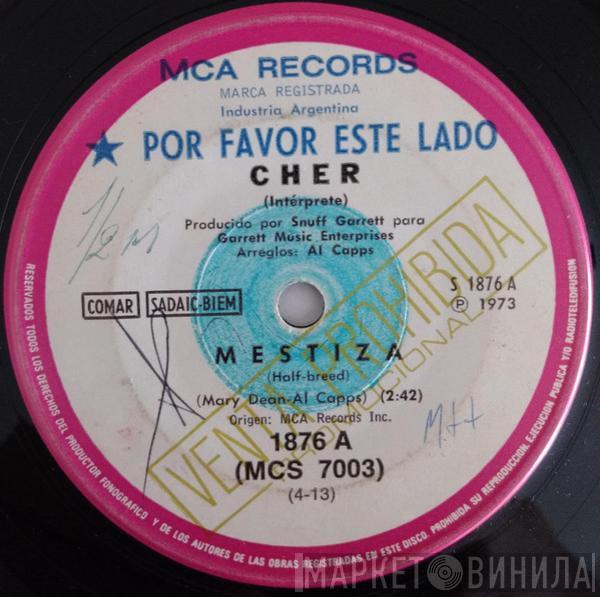 MCA RECORDS
MARCA REGISTRADA
Industria Argentina
★ POR FAVOR ESTE LADO
CHER
(Intérprete)
Producido por Snuff Garrett para
Garrett Music Enterprises
Arreglos: Al Capps
S 1876 A
℗ 1973
COMAR SADAIC-BIEM
VENTA PROHIBIDA
MESTIZA
(Half-breed)
(Mary Dean-Al Capps) (2:42)
Origen: MCA Records Inc.
1876 A
(MCS 7003)
(4-13)
RESERVADOS TODOS LOS DERECHOS DEL PRODUCTOR FONOGRAFICO Y DE LOS AUTORES DE LAS OBRAS REGISTRADAS EN ESTE DISCO. PROHIBIDA SU REPRODUCCION, EJECUCION PUBLICA Y/O RADIOTELEDIFUSION
МАРКЕТ ВИНИЛА